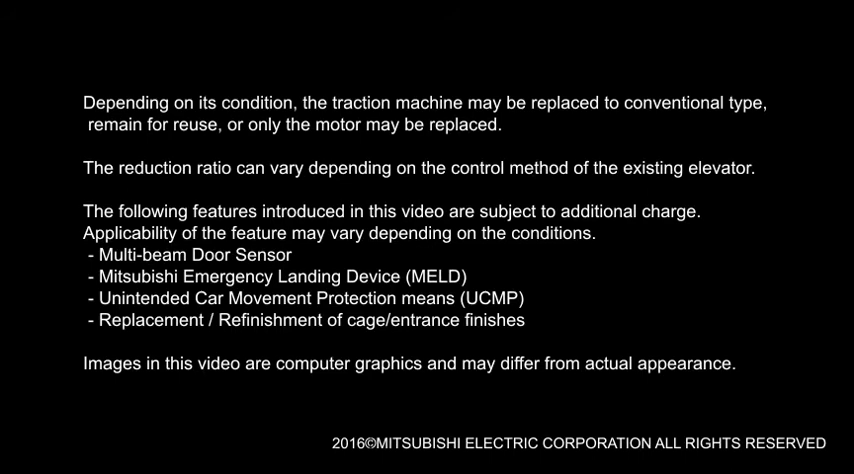 Depending on its condition, the traction machine may be replaced to conventional type,
remain for reuse, or only the motor may be replaced.
The reduction ratio can vary depending on the control method of the existing elevator.
The following features introduced in this video are subject to additional charge.
Applicability of the feature may vary depending on the conditions.
- Multi-beam Door Sensor
- Mitsubishi Emergency Landing Device (MELD)
- Unintended Car Movement Protection means (UCMP)
- Replacement / Refinishment of cage/entrance finishes
Images in this video are computer graphics and may differ from actual appearance.
2016©MITSUBISHI ELECTRIC CORPORATION ALL RIGHTS RESERVED